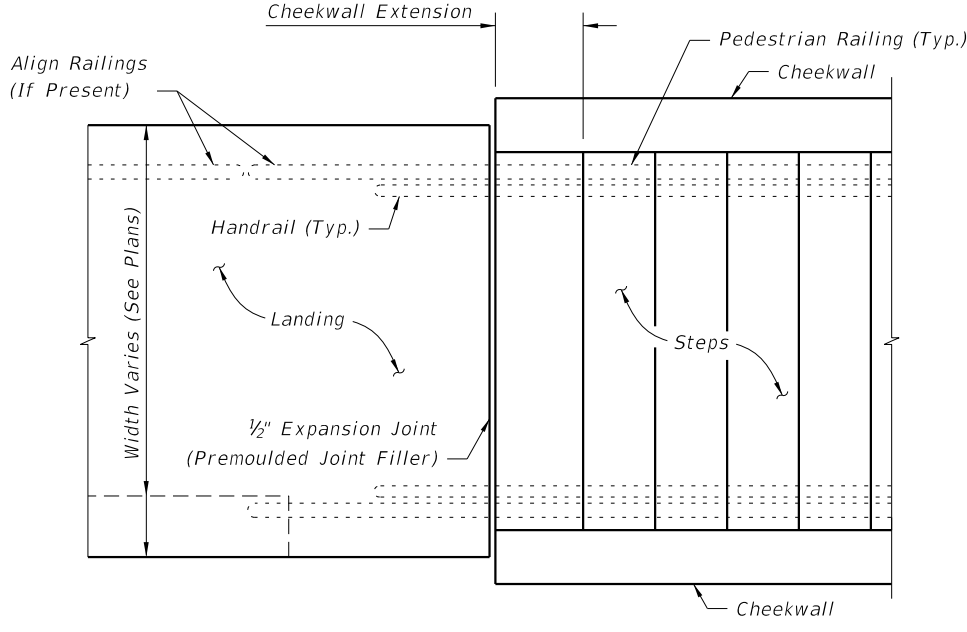 Cheekwall Extension
Pedestrian Railing (Typ.)
Align Railings
(If Present)
Cheekwall
Handrail (Typ.)
Width Varies (See Plans)
Landing
Steps
½" Expansion Joint
(Premoulded Joint Filler)
Cheekwall